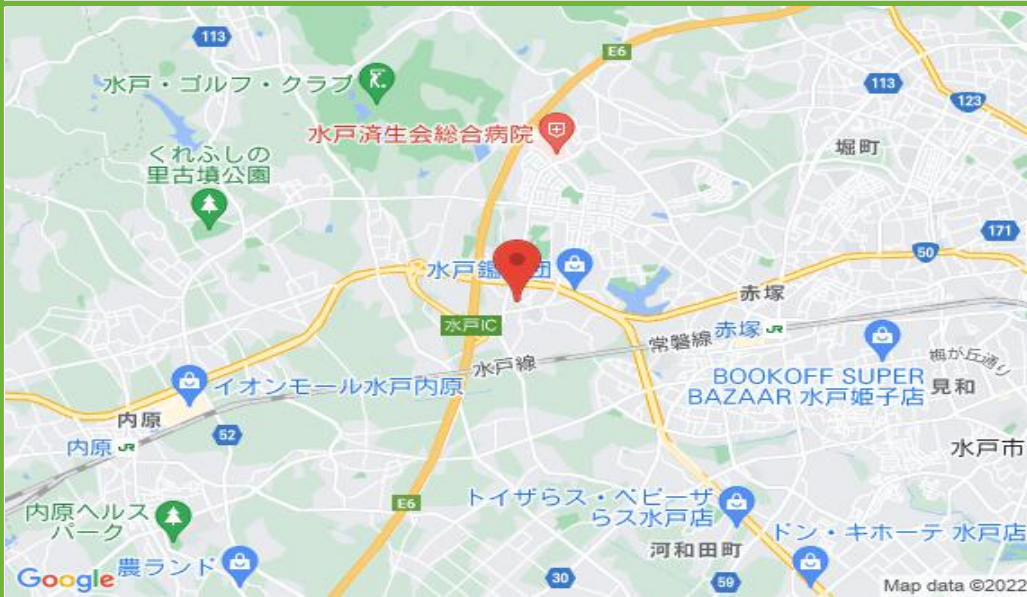 113
E6
水戸・ゴルフ・クラブ
113
123
水戸済生会総合病院
堀町
くれふしの
里古墳公園
171
50
水戸鑑
団
赤塚
水戸IC
赤塚 JR
常磐線
水戸線
BOOKOFF SUPER
BAZAAR 水戸姫子店
見和
イオンモール水戸内原
内原
内原 JR
52
水戸市
トイザらス・ベビーザ
らス水戸店
E6
内原ヘルス
パーク
ドン・キホーテ 水戸店
河和田町
農ランド
30
59
Google
Map data ©2022